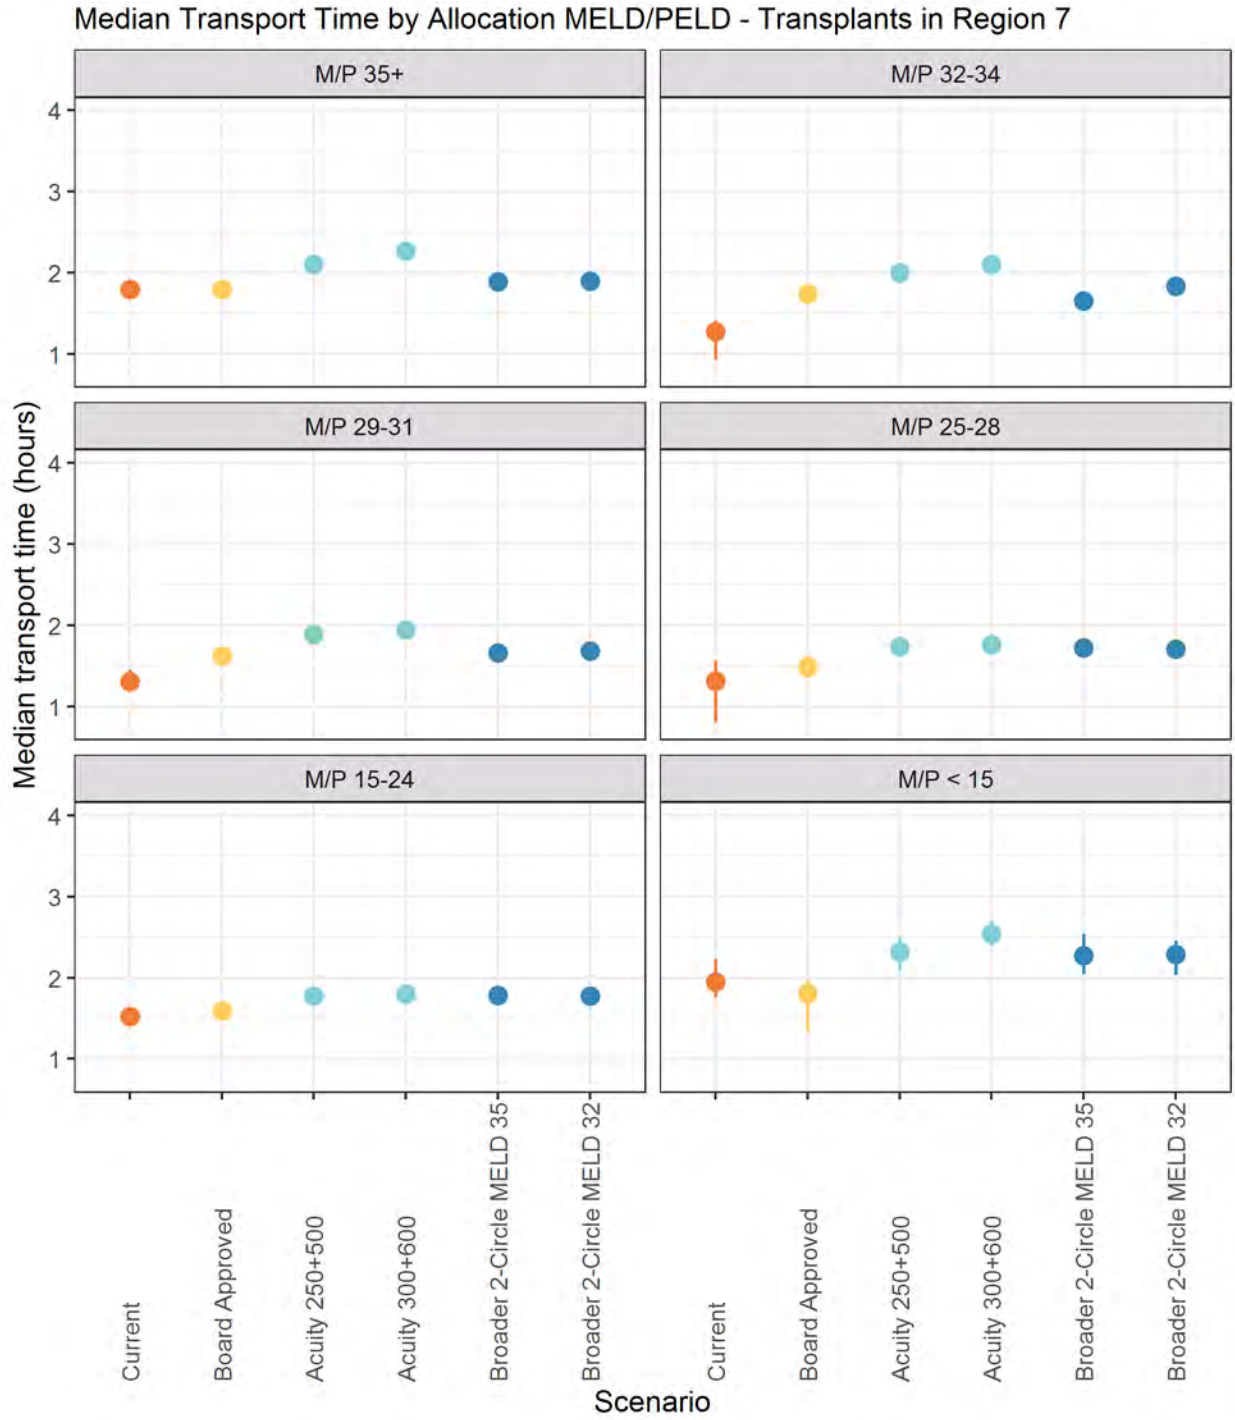 Median Transport Time by Allocation MELD/PELD - Transplants in Region 7
M/P 35+
M/P 32-34
4
3
2
1
M/P 29-31
M/P 25-28
4
3
2
1
M/P 15-24
M/P < 15
4
3
2
1
Median transport time (hours)
Current
Board Approved
Acuity 250+500
Acuity 300+600
Broader 2-Circle MELD 35
Broader 2-Circle MELD 32
Current
Board Approved
Acuity 250+500
Acuity 300+600
Broader 2-Circle MELD 35
Broader 2-Circle MELD 32
Scenario